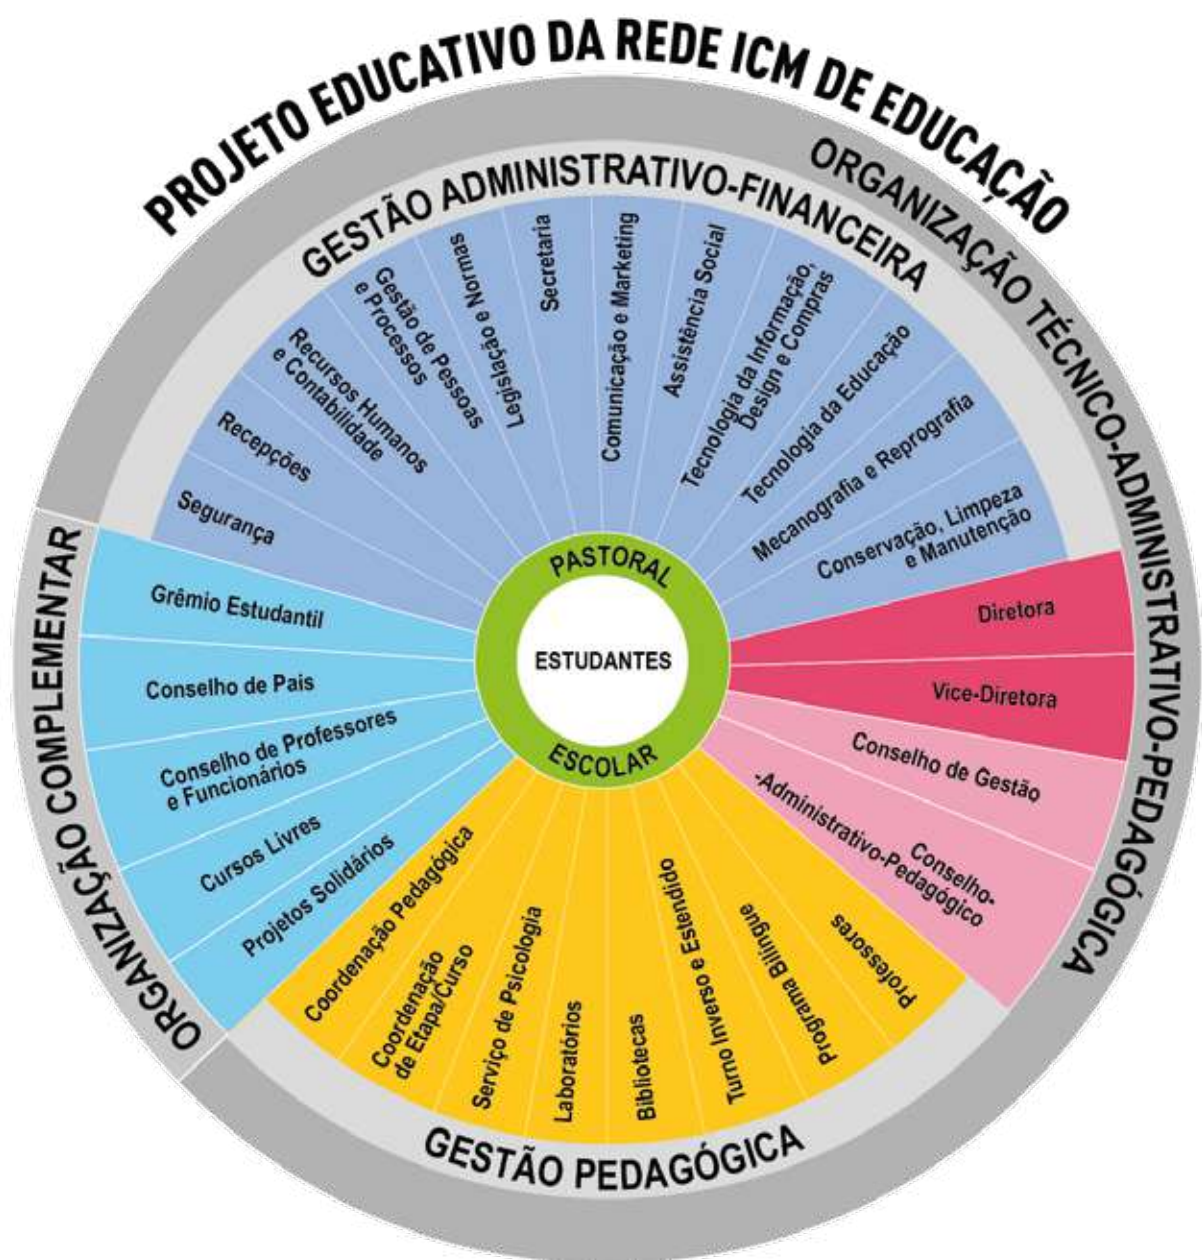 PROJETO EDUCATIVO DA REDE ICM DE EDUCAÇÃO
ORGANIZAÇÃO TÉCNICO-ADMINISTRATIVO-PEDAGÓGICA
GESTÃO ADMINISTRATIVO-FINANCEIRA
Segurança
Recepções
Recursos Humanos
e Contabilidade
Gestão de Pessoas
e Processos
Legislação e Normas
Secretaria
Comunicação e Marketing
Assistência Social
Tecnologia da Informação,
Design e Compras
Tecnologia da Educação
Mecanografia e Reprografia
Conservação, Limpeza
e Manutenção
Diretora
Vice-Diretora
Conselho de Gestão
Conselho-
-Administrativo-Pedagógico
Professores
Programa Bilíngue
Turno Inverso e Estendido
Bibliotecas
Laboratórios
Serviço de Psicologia
Coordenação
de Etapa/Curso
Coordenação Pedagógica
GESTÃO PEDAGÓGICA
ORGANIZAÇÃO COMPLEMENTAR
Grêmio Estudantil
Conselho de Pais
Conselho de Professores
e Funcionários
Cursos Livres
Projetos Solidários
PASTORAL
ESTUDANTES
ESCOLAR